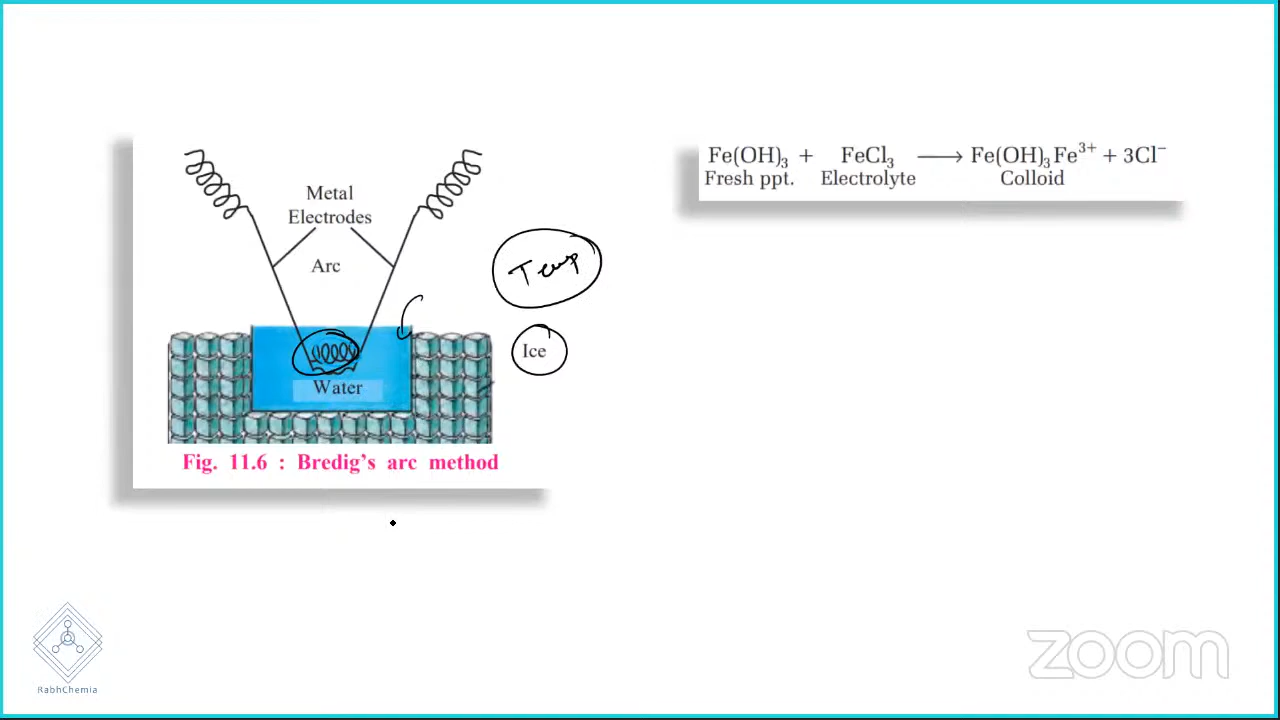 Metal
Electrodes
Arc
Water
Fig. 11.6 : Bredig's arc method
Temp
Ice
Fe(OH)₃ + FeCl₃ ⟶ Fe(OH)₃Fe³⁺ + 3Cl⁻
Fresh ppt. Electrolyte Colloid
RabhChemia
zoom